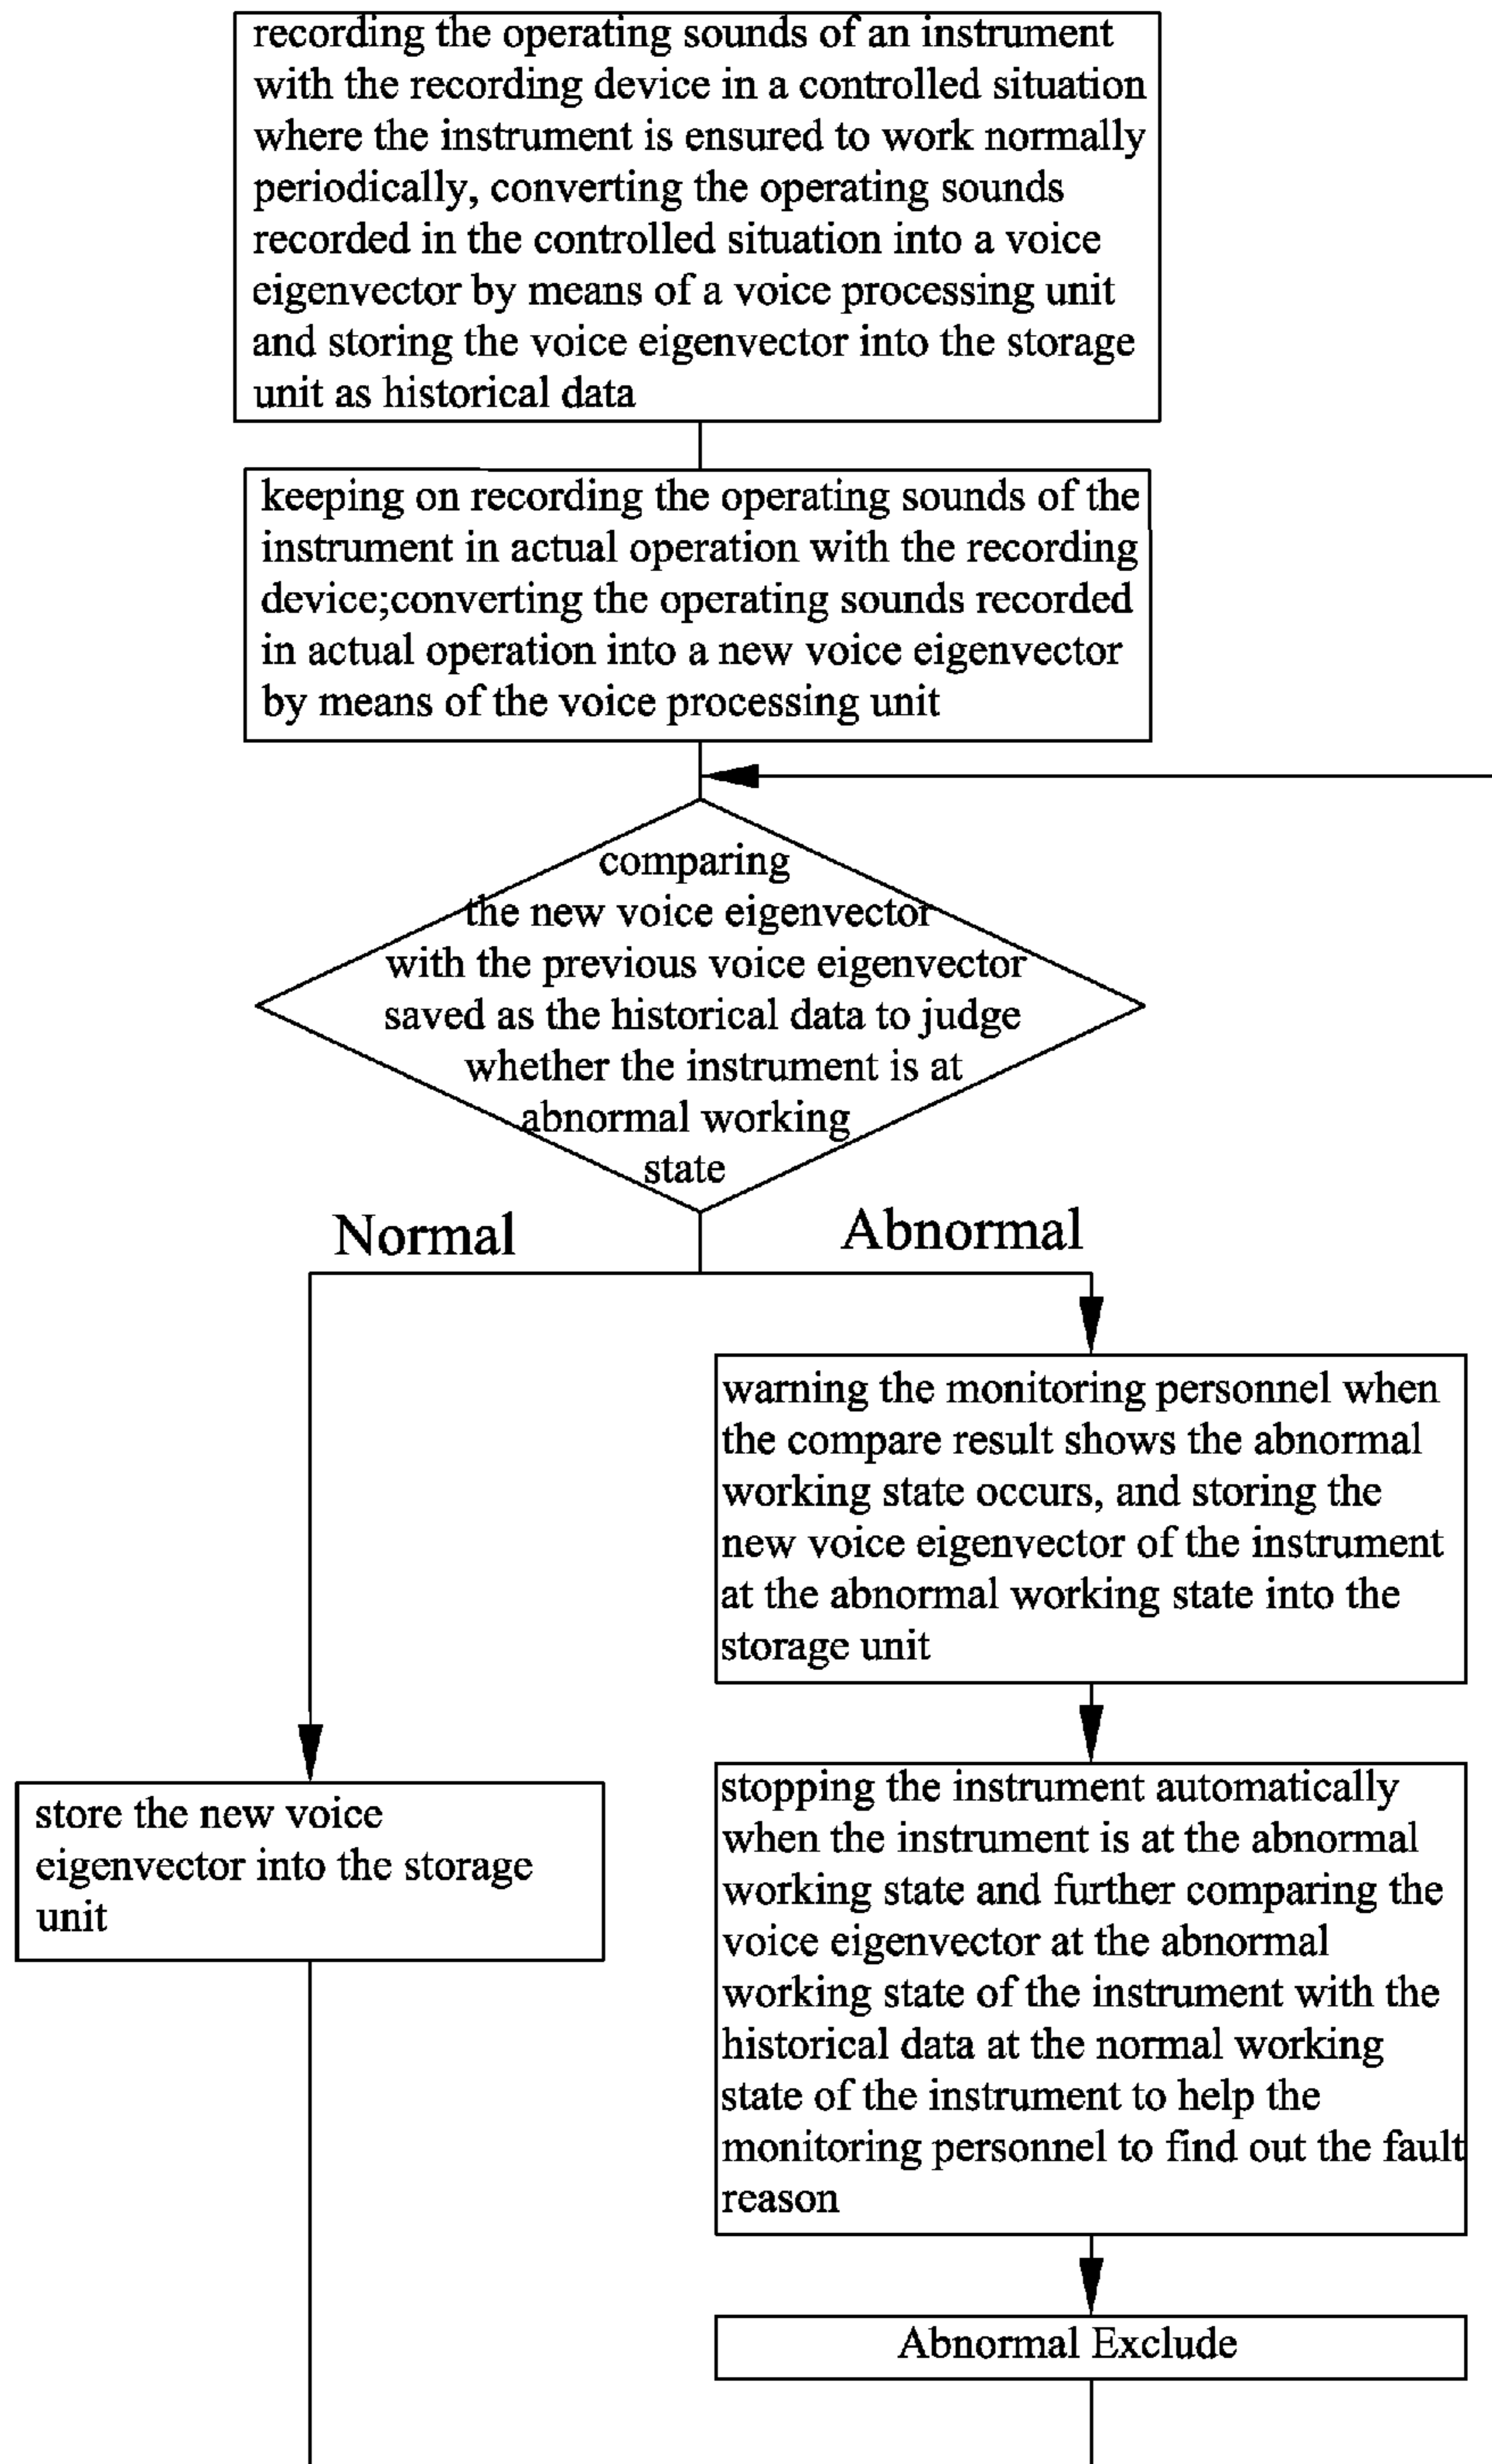 recording the operating sounds of an instrument
with the recording device in a controlled situation
where the instrument is ensured to work normally
periodically, converting the operating sounds
recorded in the controlled situation into a voice
eigenvector by means of a voice processing unit
and storing the voice eigenvector into the storage
unit as historical data
keeping on recording the operating sounds of the
instrument in actual operation with the recording
device;converting the operating sounds recorded
in actual operation into a new voice eigenvector
by means of the voice processing unit
comparing
the new voice eigenvector
with the previous voice eigenvector
saved as the historical data to judge
whether the instrument is at
abnormal working
state
Normal
Abnormal
warning the monitoring personnel when
the compare result shows the abnormal
working state occurs, and storing the
new voice eigenvector of the instrument
at the abnormal working state into the
storage unit
store the new voice
eigenvector into the storage
unit
stopping the instrument automatically
when the instrument is at the abnormal
working state and further comparing the
voice eigenvector at the abnormal
working state of the instrument with the
historical data at the normal working
state of the instrument to help the
monitoring personnel to find out the fault
reason
Abnormal Exclude